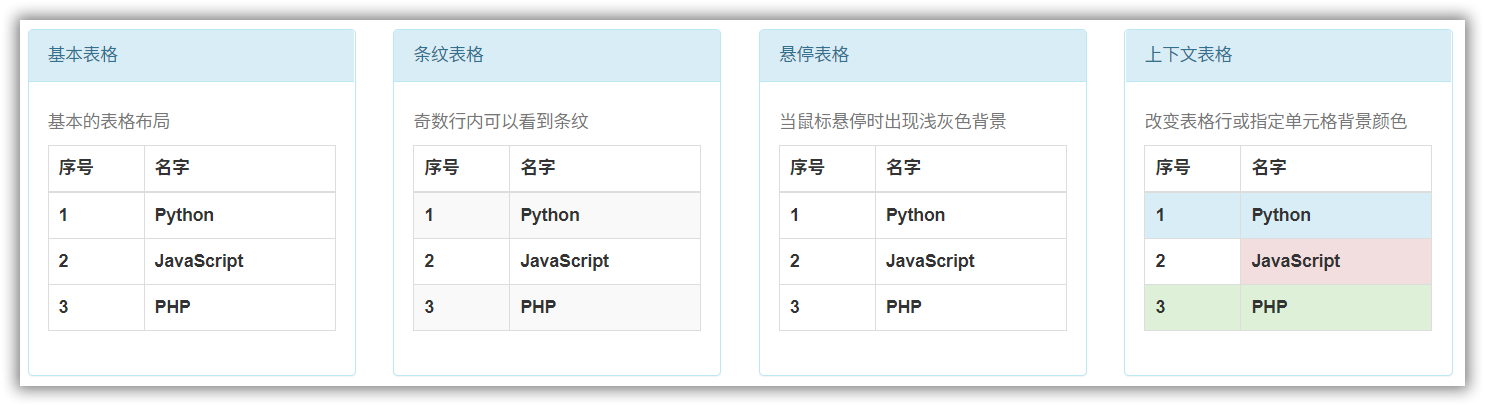 基本表格
基本的表格布局
序号 名字
1 Python
2 JavaScript
3 PHP
条纹表格
奇数行内可以看到条纹
序号 名字
1 Python
2 JavaScript
3 PHP
悬停表格
当鼠标悬停时出现浅灰色背景
序号 名字
1 Python
2 JavaScript
3 PHP
上下文表格
改变表格行或指定单元格背景颜色
序号 名字
1 Python
2 JavaScript
3 PHP